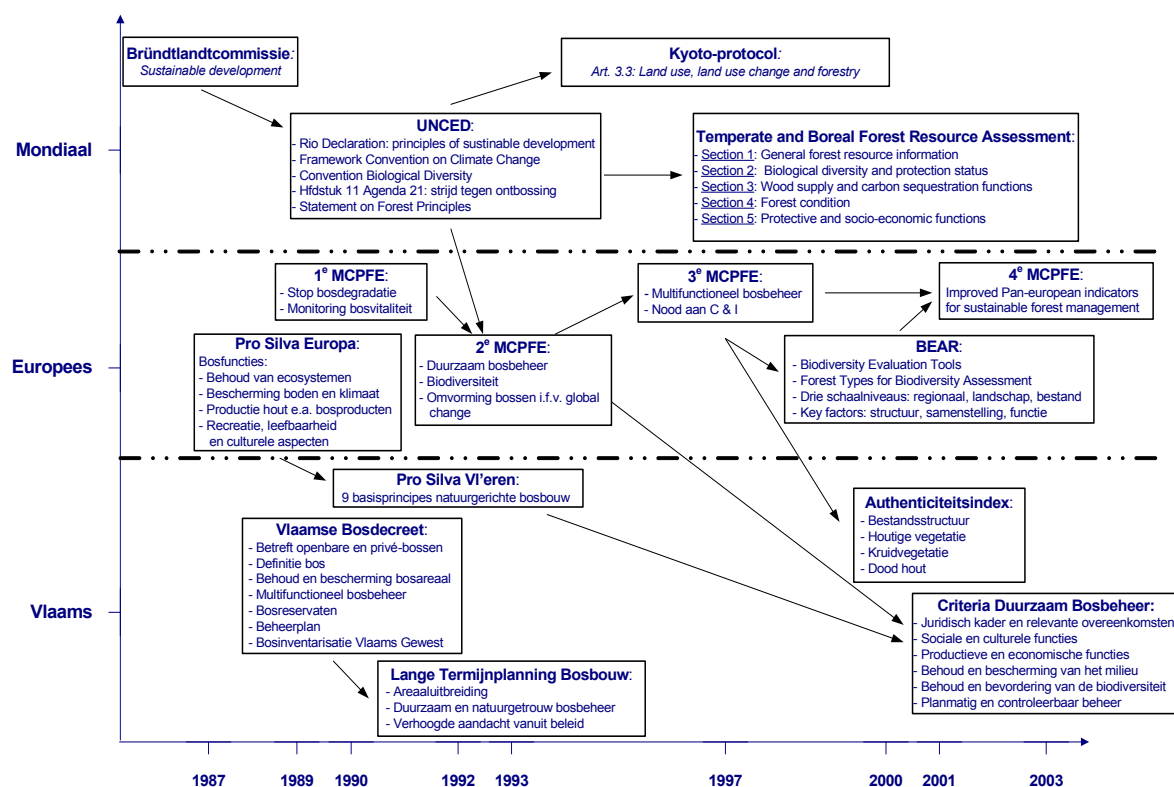 Bründtlandtcommissie:
Sustainable development
Kyoto-protocol:
Art. 3.3: Land use, land use change and forestry
Mondiaal
UNCED:
- Rio Declaration: principles of sustinable development
- Framework Convention on Climate Change
- Convention Biological Diversity
- Hfdstuk 11 Agenda 21: strijd tegen ontbossing
- Statement on Forest Principles
Temperate and Boreal Forest Resource Assessment:
- Section 1: General forest resource information
- Section 2: Biological diversity and protection status
- Section 3: Wood supply and carbon sequestration functions
- Section 4: Forest condition
- Section 5: Protective and socio-economic functions
Europees
1e MCPFE:
- Stop bosdegradatie
- Monitoring bosvitaliteit
3e MCPFE:
- Multifunctioneel bosbeheer
- Nood aan C & I
4e MCPFE:
Improved Pan-european indicators
for sustainable forest management
Pro Silva Europa:
Bosfuncties:
- Behoud van ecosystemen
- Bescherming boden en klimaat
- Productie hout e.a. bosproducten
- Recreatie, leefbaarheid
en culturele aspecten
2e MCPFE:
- Duurzaam bosbeheer
- Biodiversiteit
- Omvorming bossen i.f.v. global
change
BEAR:
- Biodiversity Evaluation Tools
- Forest Types for Biodiversity Assessment
- Drie schaalniveaus: regionaal, landschap, bestand
- Key factors: structuur, samenstelling, functie
Vlaams
Pro Silva Vl'eren:
9 basisprincipes natuurgerichte bosbouw
Vlaamse Bosdecreet:
- Betreft openbare en privé-bossen
- Definitie bos
- Behoud en bescherming bosareaal
- Multifunctioneel bosbeheer
- Bosreservaten
- Beheerplan
- Bosinventarisatie Vlaams Gewest
Authenticiteitsindex:
- Bestandsstructuur
- Houtige vegetatie
- Kruidvegetatie
- Dood hout
Criteria Duurzaam Bosbeheer:
- Juridisch kader en relevante overeenkomsten
- Sociale en culturele functies
- Productieve en economische functies
- Behoud en bescherming van het milieu
- Behoud en bevordering van de biodiversiteit
- Planmatig en controleerbaar beheer
Lange Termijnplanning Bosbouw:
- Areaaluitbreiding
- Duurzaam en natuurgetrouw bosbeheer
- Verhoogde aandacht vanuit beleid
1987 1989 1990 1992 1993 1997 2000 2001 2003